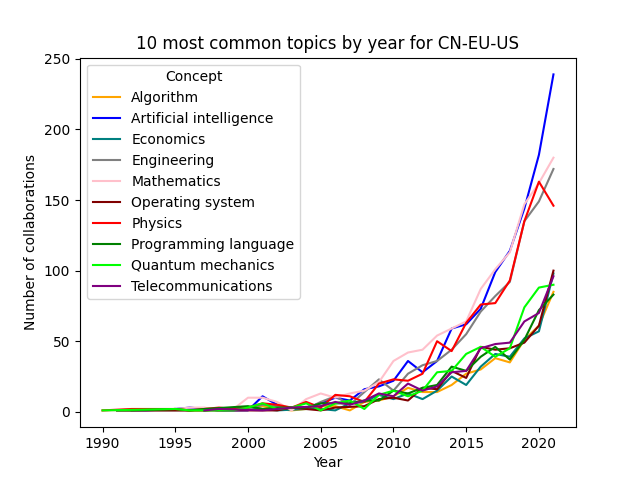 10 most common topics by year for CN-EU-US
Number of collaborations
250
200
150
100
50
0
Concept
Algorithm
Artificial intelligence
Economics
Engineering
Mathematics
Operating system
Physics
Programming language
Quantum mechanics
Telecommunications
1990 1995 2000 2005 2010 2015 2020
Year